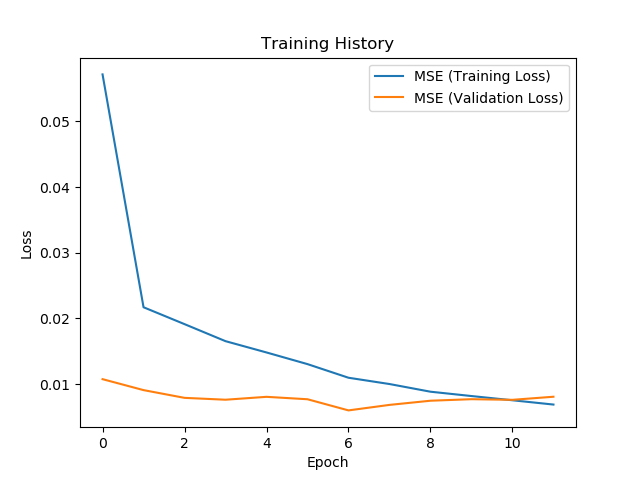 Training History
MSE (Training Loss)
MSE (Validation Loss)
0.05
0.04
0.03
0.02
0.01
Loss
0 2 4 6 8 10
Epoch